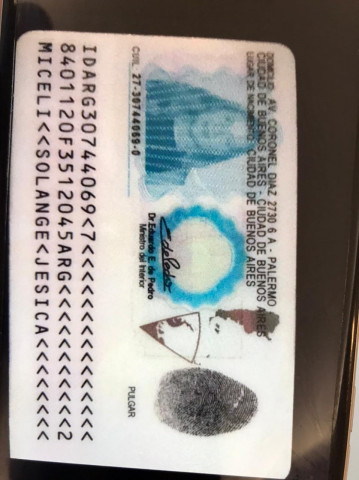 DOMICILIO: AV. CORONEL DIAZ 2730 6 A - PALERMO
CIUDAD DE BUENOS AIRES - CIUDAD DE BUENOS AIRES
LUGAR DE NACIMIENTO: CIUDAD DE BUENOS AIRES
CUIL: 27-30744069-0
Dr Eduardo E. de Pedro
Ministro del Interior
PULGAR
IDARG30744069<7<<<<<<<<<<<<<<<
8401120F3512045ARG<<<<<<<<<<<2
MICELI<<SOLANGE<JESICA<<<<<<<<